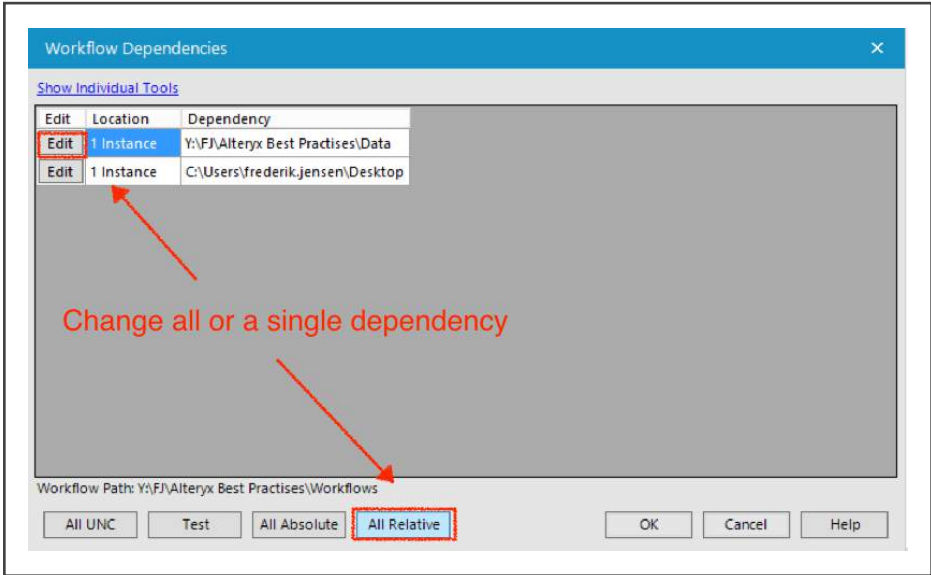 Workflow Dependencies
Show Individual Tools
Edit Location Dependency
Edit 1 Instance Y:\FJ\Alteryx Best Practises\Data
Edit 1 Instance C:\Users\frederik.jensen\Desktop
Change all or a single dependency
Workflow Path: Y:\FJ\Alteryx Best Practises\Workflows
All UNC Test All Absolute All Relative OK Cancel Help